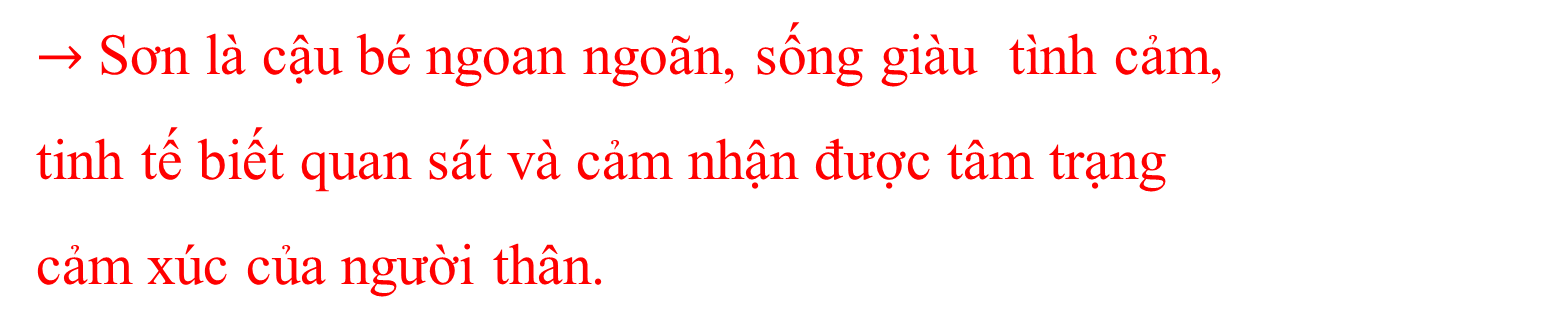 → Sơn là cậu bé ngoan ngoãn, sống giàu  tình cảm,
tinh tế biết quan sát và cảm nhận được tâm trạng
cảm xúc của người thân.